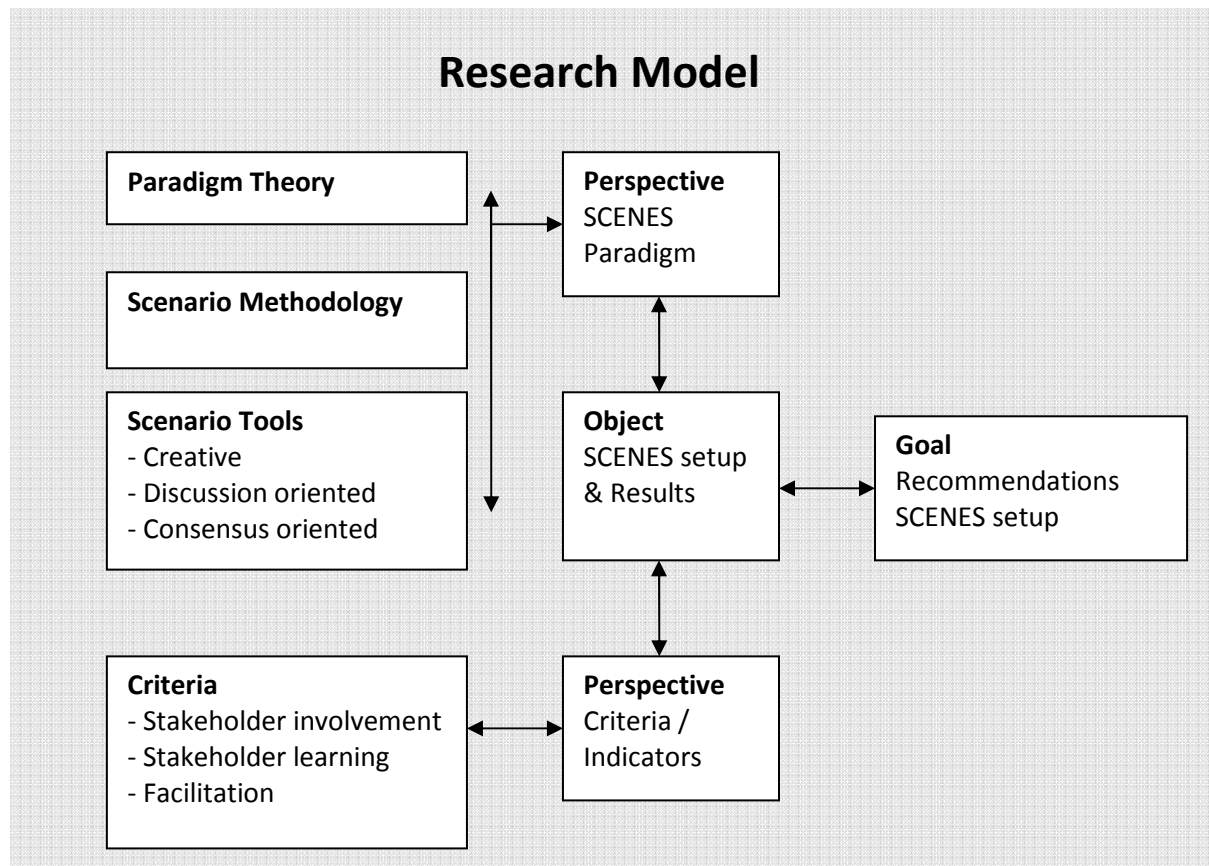 Research Model
Paradigm Theory
Scenario Methodology
Scenario Tools
- Creative
- Discussion oriented
- Consensus oriented
Criteria
- Stakeholder involvement
- Stakeholder learning
- Facilitation
Perspective
SCENES
Paradigm
Object
SCENES setup
& Results
Perspective
Criteria /
Indicators
Goal
Recommendations
SCENES setup